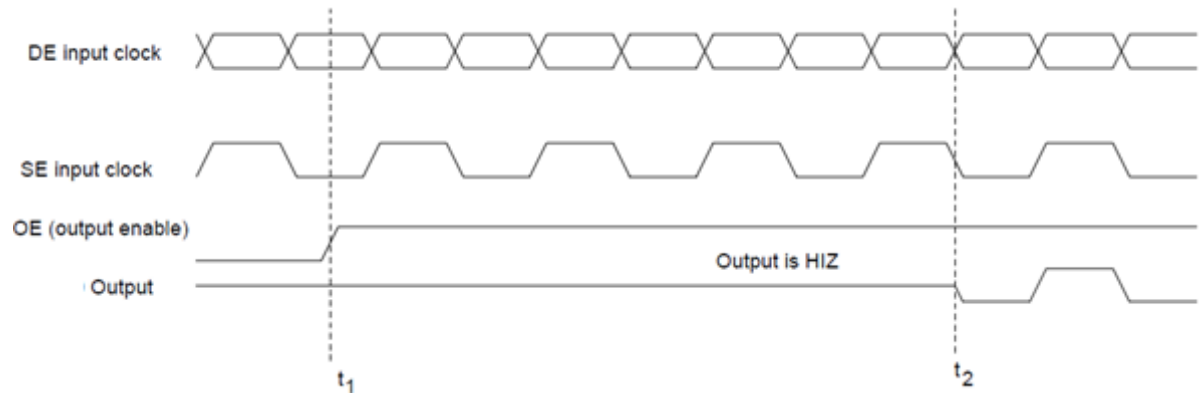 DE input clock
SE input clock
OE (output enable)
Output is HIZ
Output
t1
t2